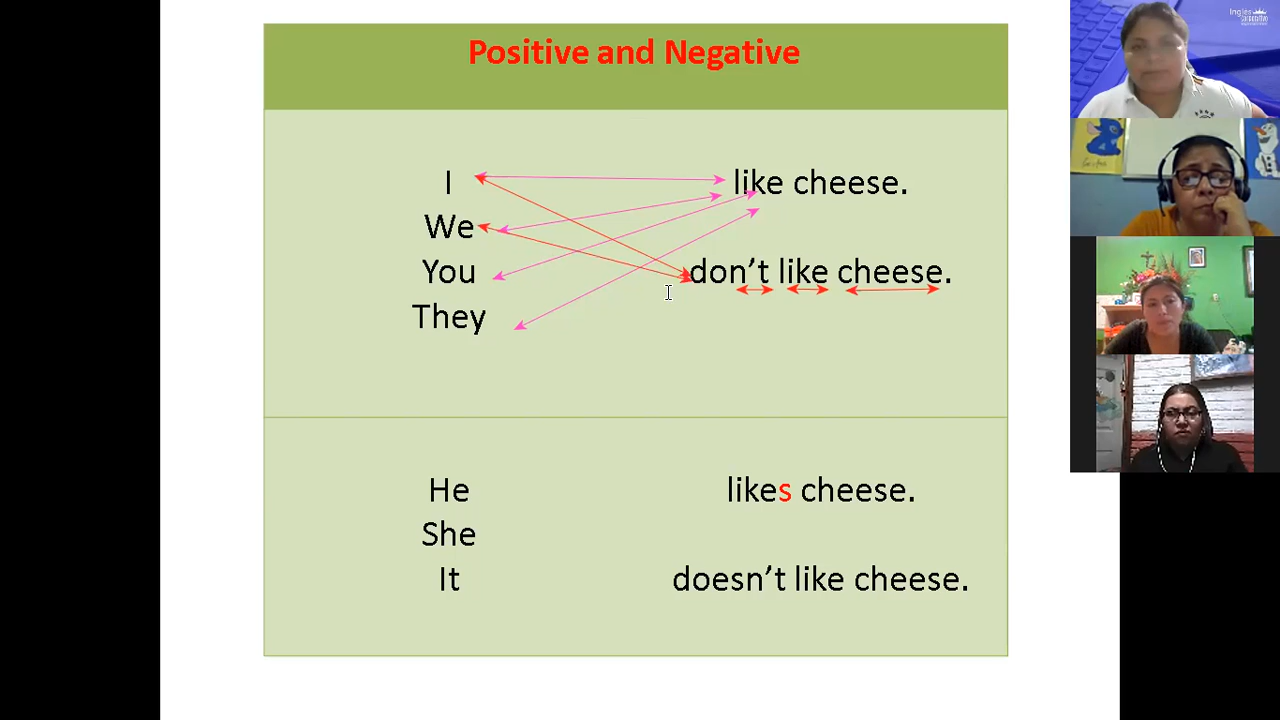 Positive and Negative
I like cheese.
We
You don't like cheese.
They
He likes cheese.
She
It doesn't like cheese.
Ingles